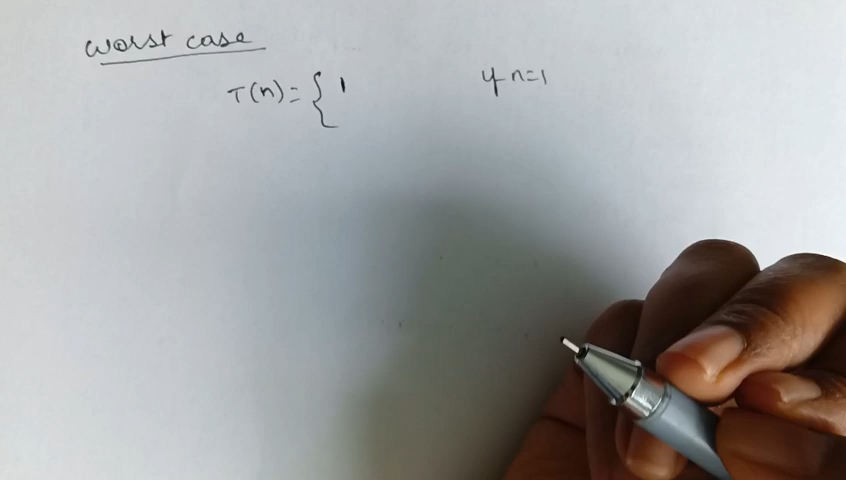 worst case
T(n) = { 1 if n=1